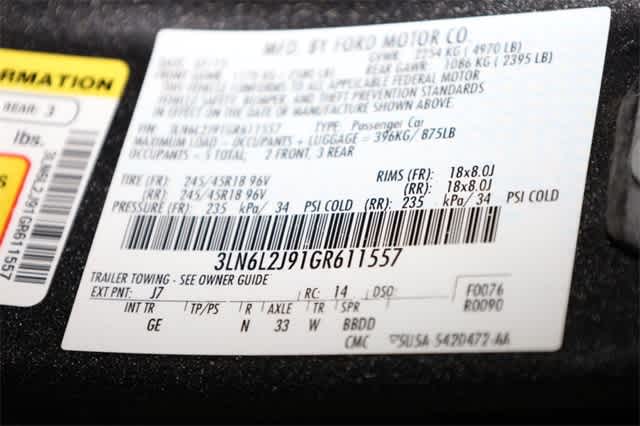 RMATION
REAR: 3
lbs.
3LN6L2J91GR611557
MFD. BY FORD MOTOR CO.
GVWR: 2254 KG ( 4970 LB)
REAR GAWR: 1086 KG ( 2395 LB)
THIS VEHICLE CONFORMS TO ALL APPLICABLE FEDERAL MOTOR
VEHICLE SAFETY, BUMPER, AND THEFT PREVENTION STANDARDS
IN EFFECT ON THE DATE OF MANUFACTURE SHOWN ABOVE.
VIN: 3LN6L2J91GR611557 TYPE: Passenger Car
MAXIMUM LOAD - OCCUPANTS + LUGGAGE = 396KG/ 875LB
OCCUPANTS - 5 TOTAL, 2 FRONT, 3 REAR
TIRE (FR): 245/45R18 96V RIMS (FR): 18x8.0J
(RR): 245/45R18 96V (RR): 18x8.0J
PRESSURE (FR): 235 kPa/ 34 PSI COLD (RR): 235 kPa/ 34 PSI COLD
3LN6L2J91GR611557
TRAILER TOWING - SEE OWNER GUIDE
EXT PNT: J7 RC: 14 DSO: F0076
R0090
INT TR TP/PS R AXLE TR SPR
GE N 33 W BBDD
CMC 5U5A-5420472-AA